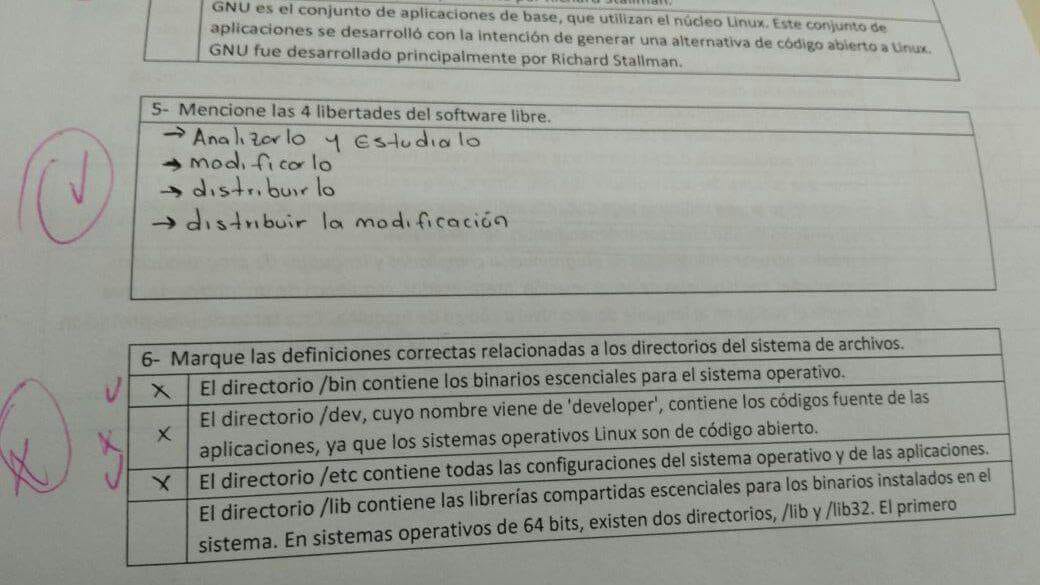 Richard Stallman.
GNU es el conjunto de aplicaciones de base, que utilizan el núcleo Linux. Este conjunto de
aplicaciones se desarrolló con la intención de generar una alternativa de código abierto a Linux.
GNU fue desarrollado principalmente por Richard Stallman.
5- Mencione las 4 libertades del software libre.
→ Analizarlo y Estudialo
→ modificarlo
→ distribuirlo
→ distribuir la modificación
6- Marque las definiciones correctas relacionadas a los directorios del sistema de archivos.
X El directorio /bin contiene los binarios escenciales para el sistema operativo.
X El directorio /dev, cuyo nombre viene de 'developer', contiene los códigos fuente de las
aplicaciones, ya que los sistemas operativos Linux son de código abierto.
X El directorio /etc contiene todas las configuraciones del sistema operativo y de las aplicaciones.
El directorio /lib contiene las librerías compartidas escenciales para los binarios instalados en el
sistema. En sistemas operativos de 64 bits, existen dos directorios, /lib y /lib32. El primero